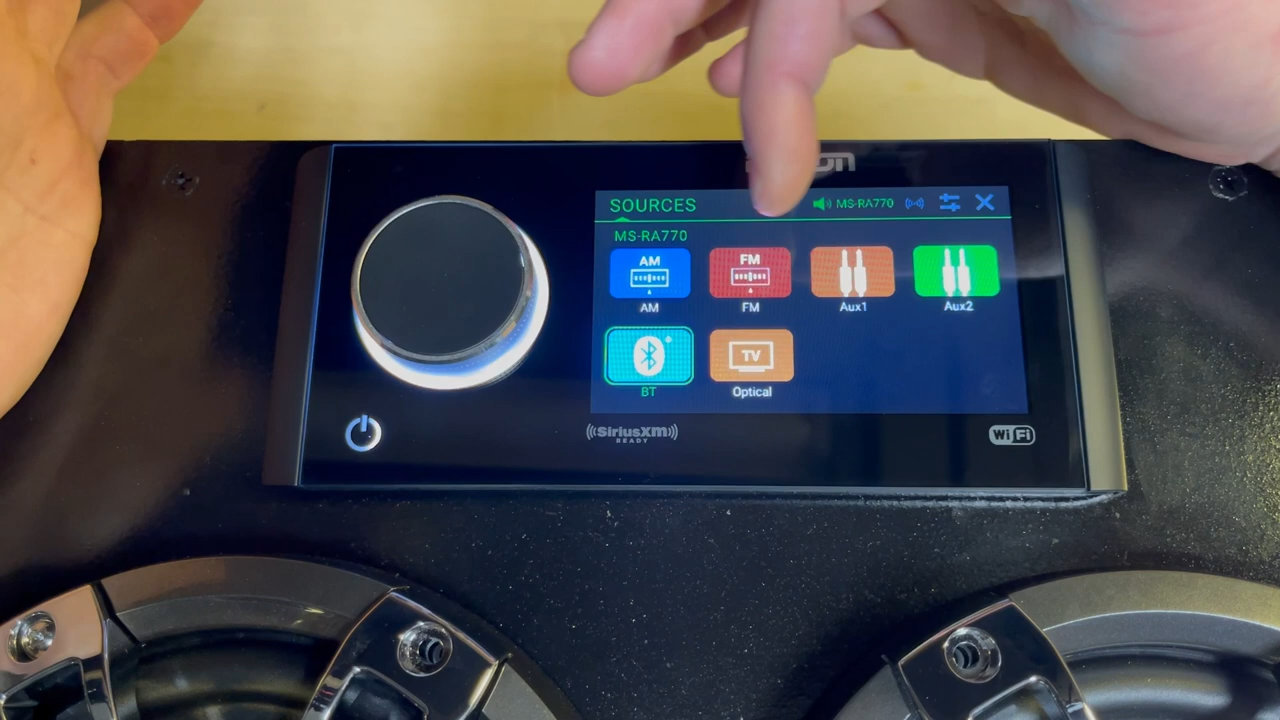 SOURCES
MS-RA770
MS-RA770
AM
FM
AM
FM
Aux1
Aux2
TV
BT
Optical
SiriusXM
READY
WiFi